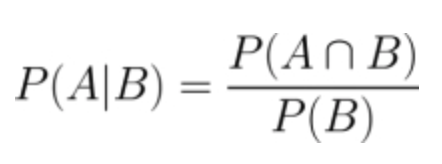 P(A|B) = P(A ∩ B) / P(B)